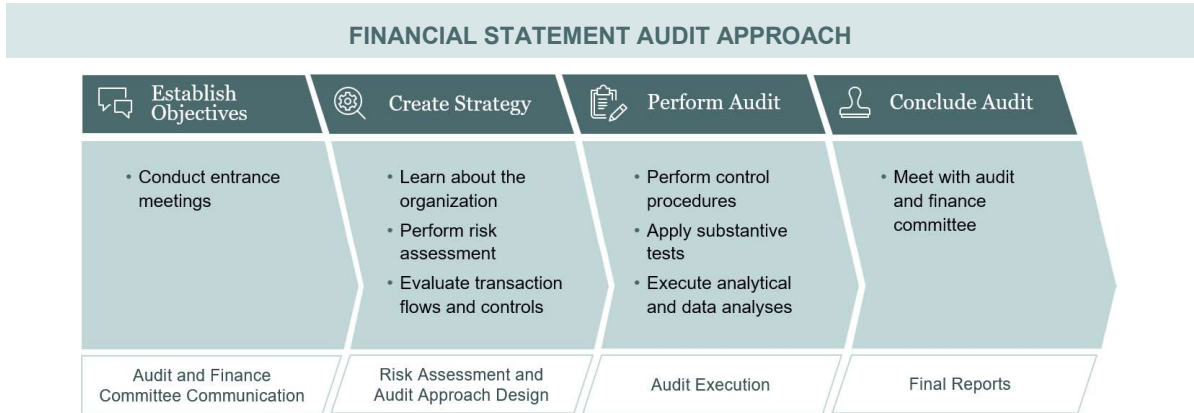 FINANCIAL STATEMENT AUDIT APPROACH
Establish
Objectives
• Conduct entrance
meetings
Audit and Finance
Committee Communication
Create Strategy
• Learn about the
organization
• Perform risk
assessment
• Evaluate transaction
flows and controls
Risk Assessment and
Audit Approach Design
Perform Audit
• Perform control
procedures
• Apply substantive
tests
• Execute analytical
and data analyses
Audit Execution
Conclude Audit
• Meet with audit
and finance
committee
Final Reports